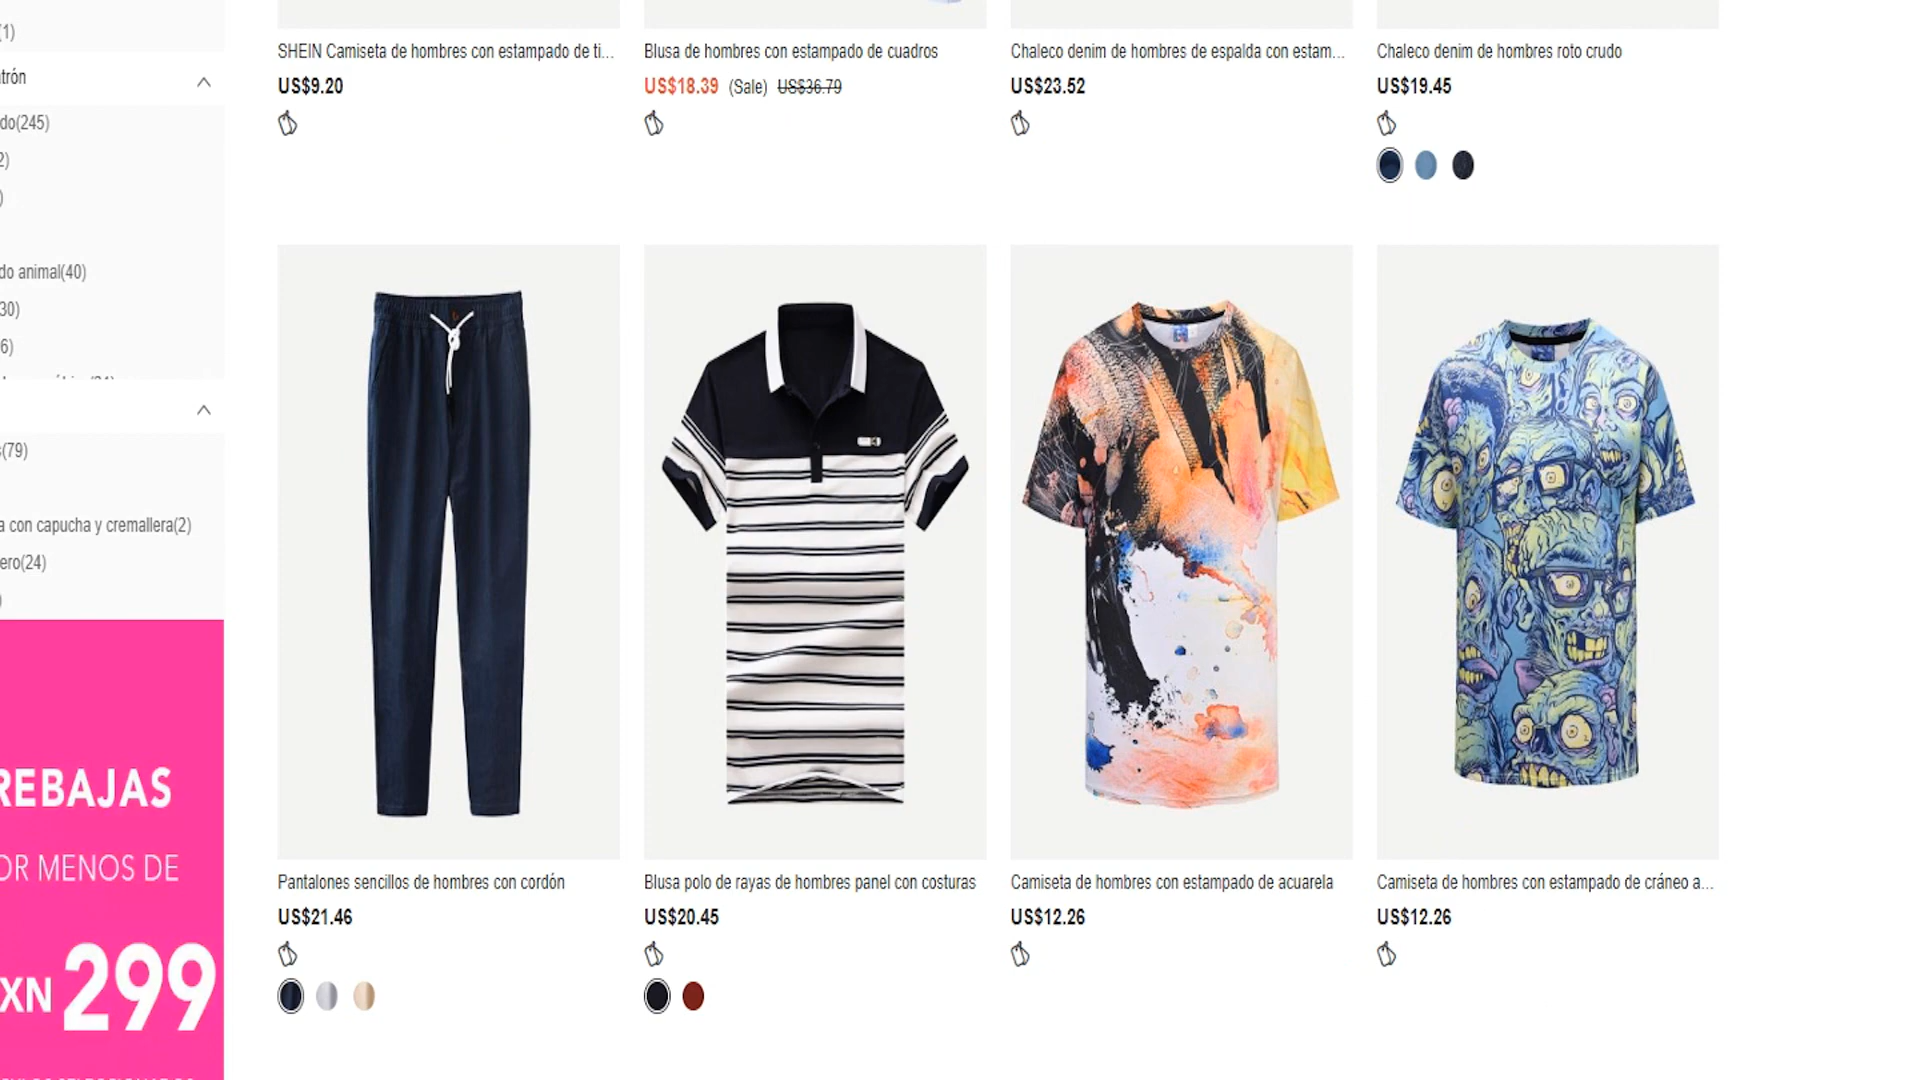 (1)
trón
do(245)
2)
)
do animal(40)
30)
6)
(79)
a con capucha y cremallera(2)
ero(24)
)
REBAJAS
OR MENOS DE
XN 299
SHEIN Camiseta de hombres con estampado de ti...
US$9.20
Blusa de hombres con estampado de cuadros
US$18.39 (Sale) US$36.79
Chaleco denim de hombres de espalda con estam...
US$23.52
Chaleco denim de hombres roto crudo
US$19.45
Pantalones sencillos de hombres con cordón
US$21.46
Blusa polo de rayas de hombres panel con costuras
US$20.45
Camiseta de hombres con estampado de acuarela
US$12.26
Camiseta de hombres con estampado de cráneo a...
US$12.26